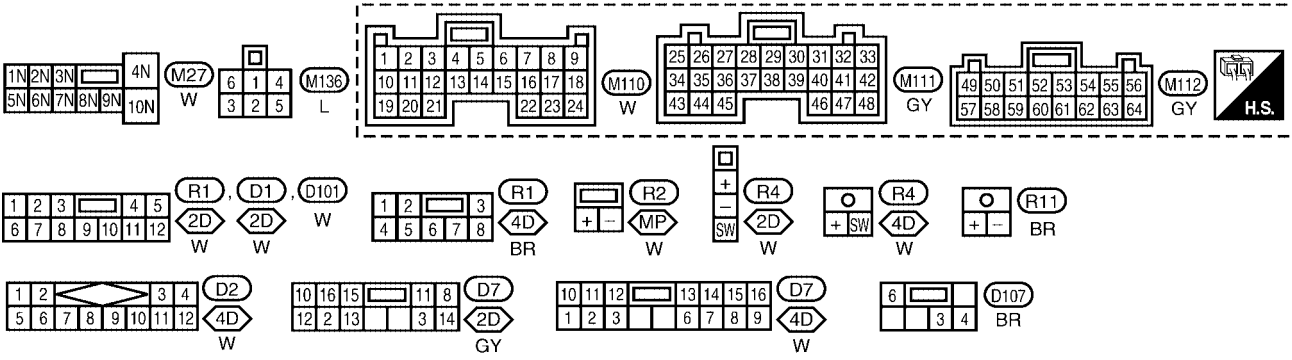 1N 2N 3N 4N
5N 6N 7N 8N 9N 10N
M27
W
6 1 4
3 2 5
M136
L
1 2 3 4 5 6 7 8 9
10 11 12 13 14 15 16 17 18
19 20 21 22 23 24
M110
W
25 26 27 28 29 30 31 32 33
34 35 36 37 38 39 40 41 42
43 44 45 46 47 48
M111
GY
49 50 51 52 53 54 55 56
57 58 59 60 61 62 63 64
M112
GY
H.S.
1 2 3 4 5
6 7 8 9 10 11 12
R1 , D1 , D101
2D 2D W
W W
1 2 3
4 5 6 7 8
R1
4D
BR
+ −
R2
MP
W
+
−
SW
R4
2D
W
+ SW
R4
4D
W
+ −
R11
BR
1 2 3 4
5 6 7 8 9 10 11 12
D2
4D
W
10 16 15 11 8
12 2 13 3 14
D7
2D
GY
10 11 12 13 14 15 16
1 2 3 6 7 8 9
D7
4D
W
6
3 4
D107
BR